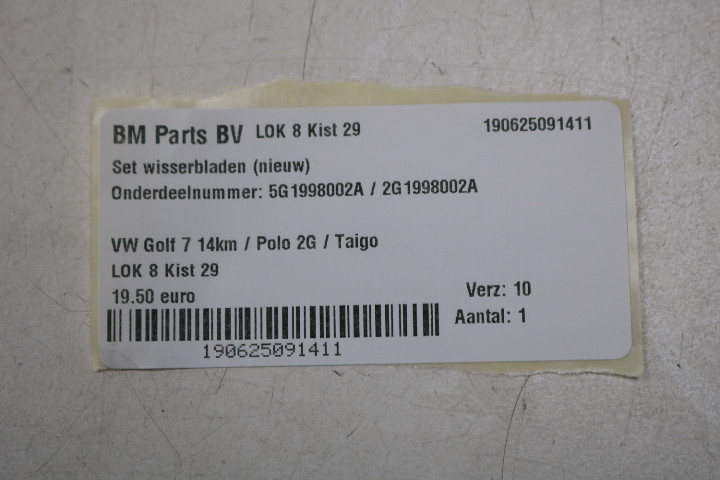 BM Parts BV LOK 8 Kist 29 190625091411
Set wisserbladen (nieuw)
Onderdeelnummer: 5G1998002A / 2G1998002A
VW Golf 7 14km / Polo 2G / Taigo
LOK 8 Kist 29
19.50 euro Verz: 10
Aantal: 1
190625091411